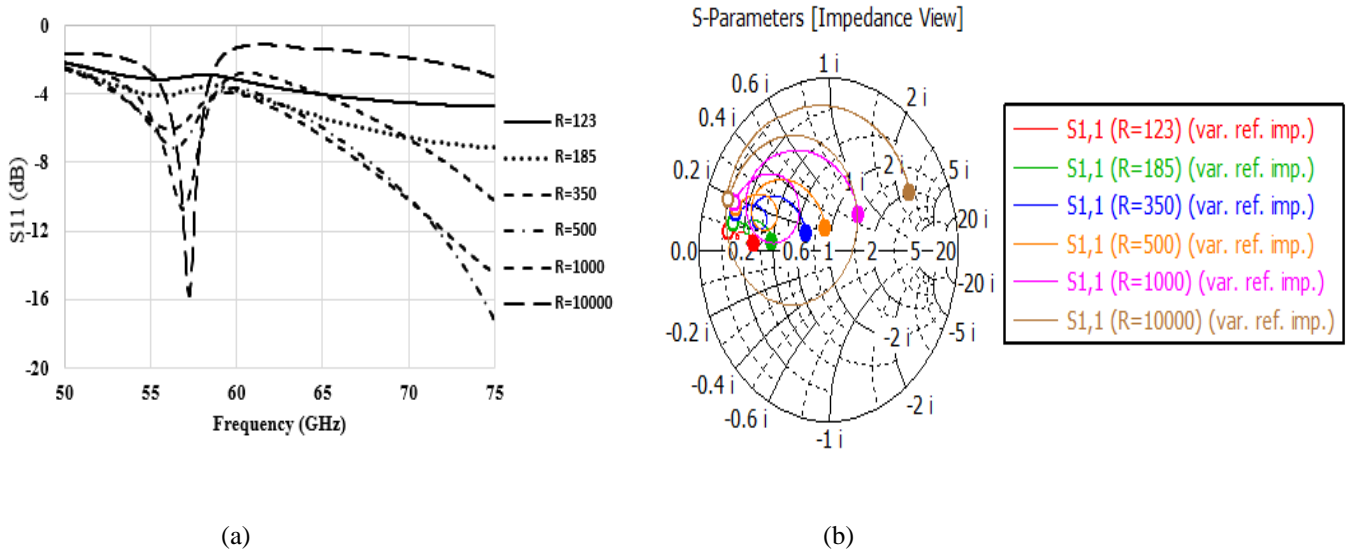 0
-4
-8
-12
-16
-20
S11 (dB)
50 55 60 65 70 75
Frequency (GHz)
R=123
R=185
R=350
R=500
R=1000
R=10000
(a)
S-Parameters [Impedance View]
0.0 0.2 0.6 1 2 5 20
0.2 i
0.4 i
0.6 i
1 i
2 i
5 i
20 i
1 i
2
2 i
-20 i
-5 i
-2 i
-2 i
-1 i
-0.6 i
-0.4 i
-0.2 i
S1,1 (R=123) (var. ref. imp.)
S1,1 (R=185) (var. ref. imp.)
S1,1 (R=350) (var. ref. imp.)
S1,1 (R=500) (var. ref. imp.)
S1,1 (R=1000) (var. ref. imp.)
S1,1 (R=10000) (var. ref. imp.)
(b)